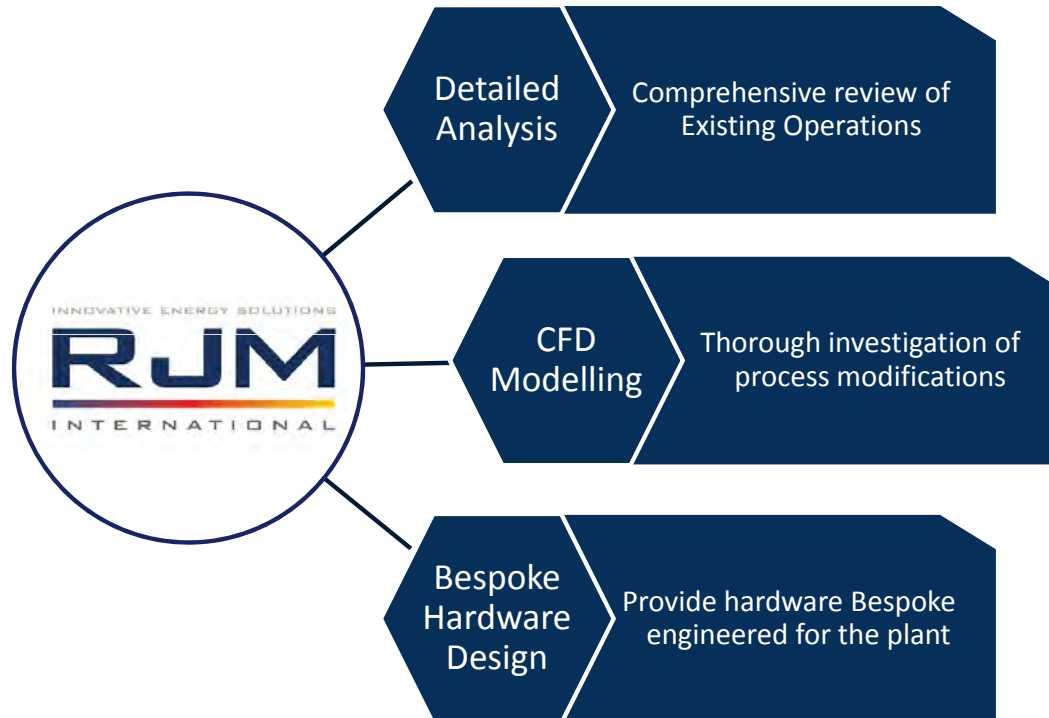 Detailed
Analysis
Comprehensive review of
Existing Operations
INNOVATIVE ENERGY SOLUTIONS
RJM
INTERNATIONAL
CFD
Modelling
Thorough investigation of
process modifications
Bespoke
Hardware
Design
Provide hardware Bespoke
engineered for the plant